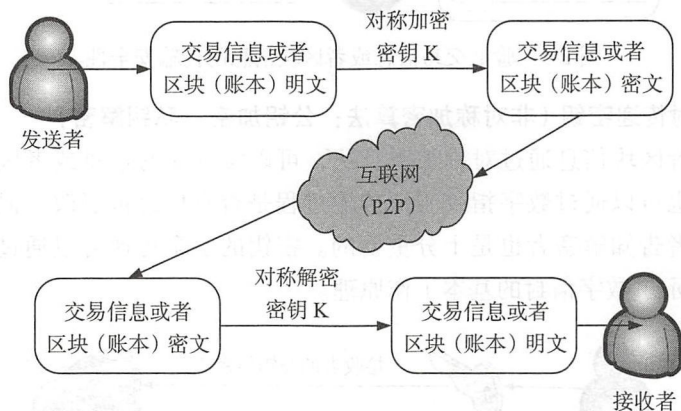 对称加密
密钥 K
交易信息或者
区块（账本）明文
交易信息或者
区块（账本）密文
发送者
互联网
（P2P）
对称解密
密钥 K
交易信息或者
区块（账本）密文
交易信息或者
区块（账本）明文
接收者